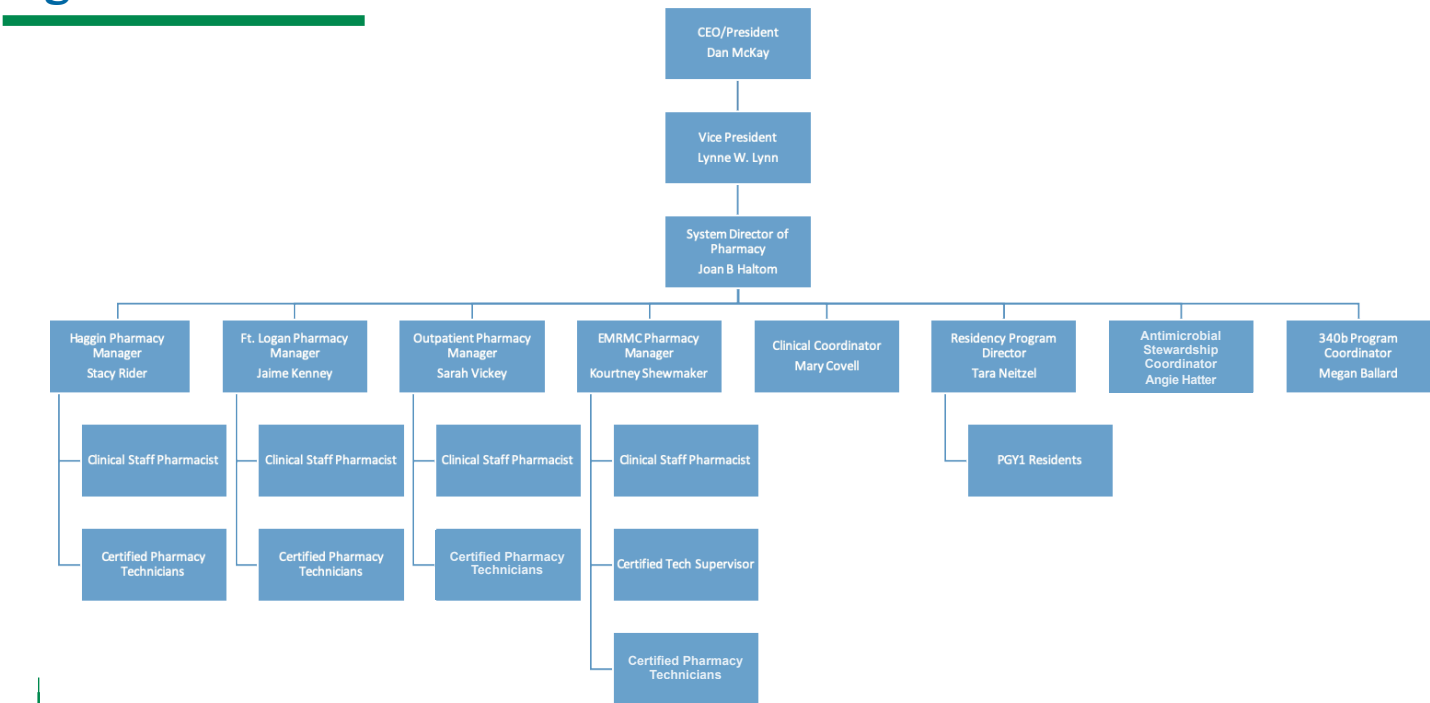 CEO/President
Dan McKay
Vice President
Lynne W. Lynn
System Director of
Pharmacy
Joan B Haltom
Haggin Pharmacy
Manager
Stacy Rider
Ft. Logan Pharmacy
Manager
Jaime Kenney
Outpatient Pharmacy
Manager
Sarah Vickey
EMRMC Pharmacy
Manager
Kourtney Shewmaker
Clinical Coordinator
Mary Covell
Residency Program
Director
Tara Neitzel
Antimicrobial
Stewardship
Coordinator
Angie Hatter
340b Program
Coordinator
Megan Ballard
Clinical Staff Pharmacist
Clinical Staff Pharmacist
Clinical Staff Pharmacist
Clinical Staff Pharmacist
PGY1 Residents
Certified Pharmacy
Technicians
Certified Pharmacy
Technicians
Certified Pharmacy
Technicians
Certified Tech Supervisor
Certified Pharmacy
Technicians